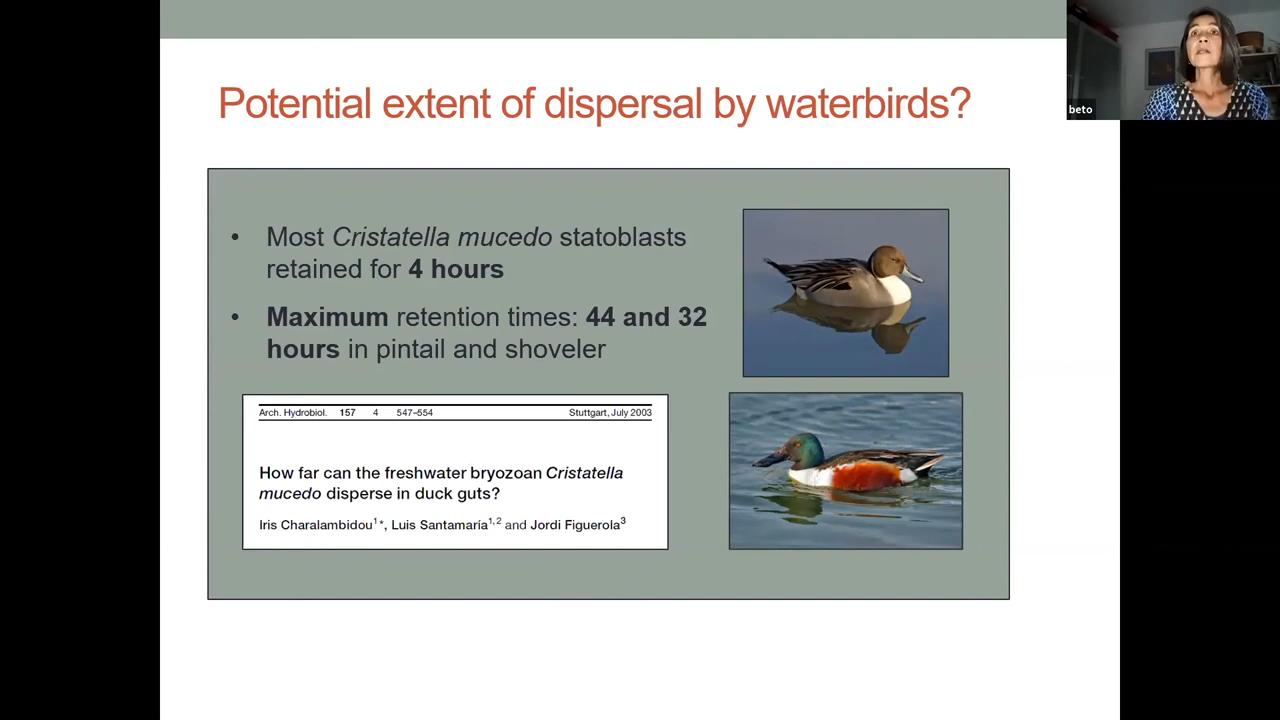 Potential extent of dispersal by waterbirds?
beto
• Most Cristatella mucedo statoblasts
retained for 4 hours
• Maximum retention times: 44 and 32
hours in pintail and shoveler
Arch. Hydrobiol. 157 4 547–554 Stuttgart, July 2003
How far can the freshwater bryozoan Cristatella
mucedo disperse in duck guts?
Iris Charalambidou1*, Luis Santamaría1,2 and Jordi Figuerola3